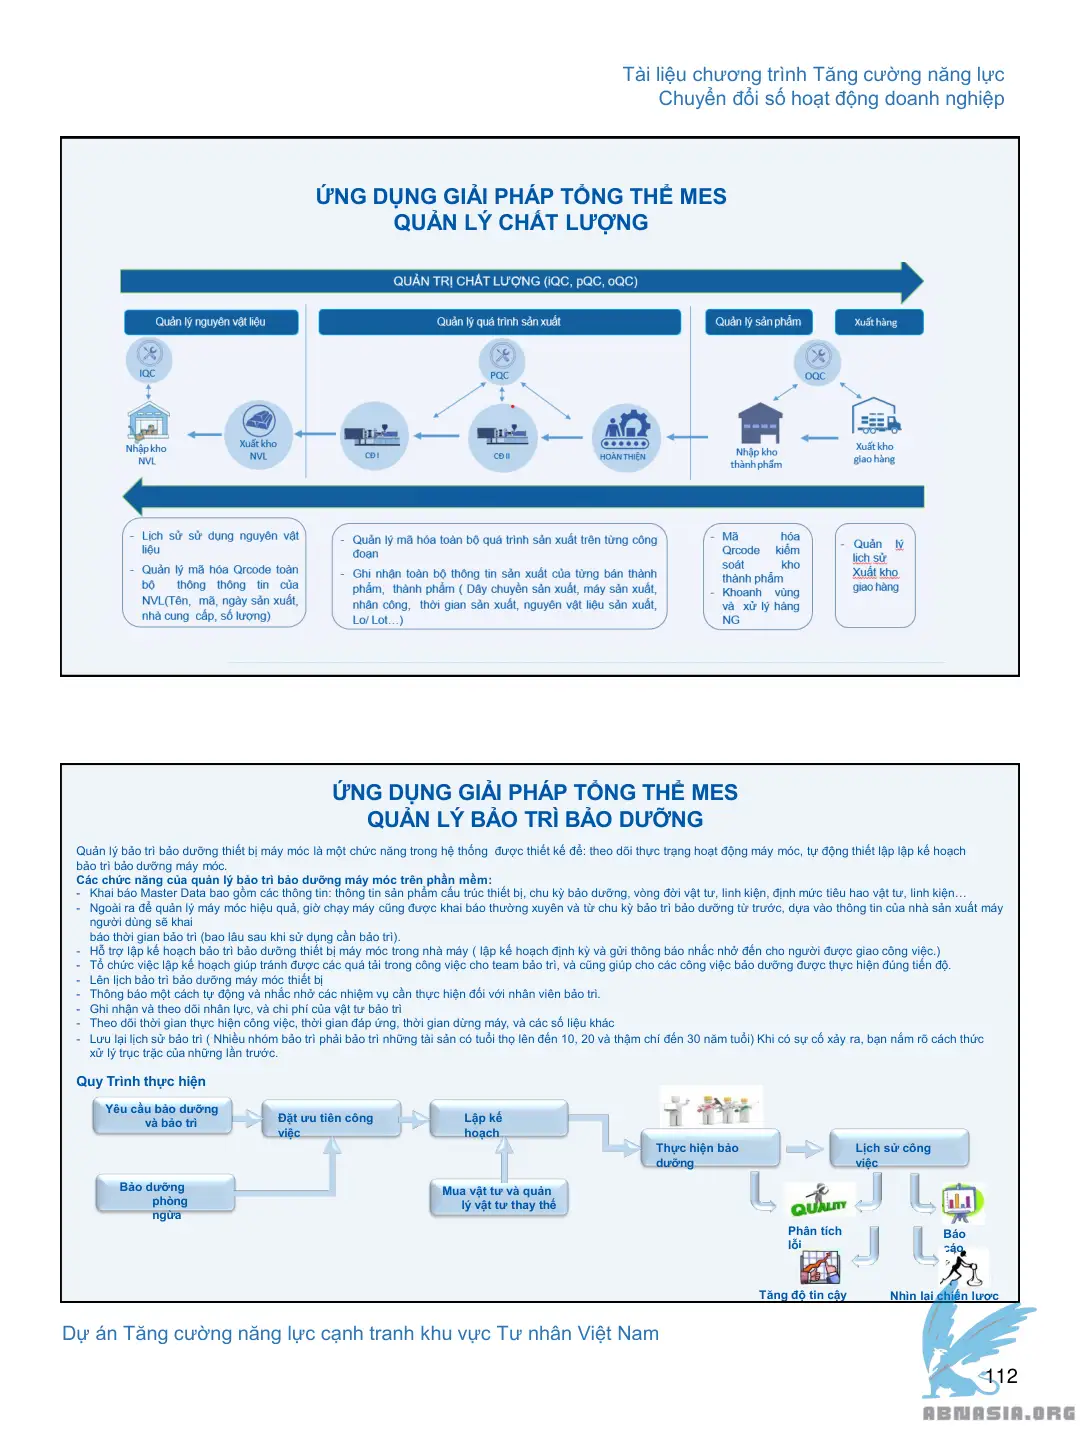 Tài liệu chương trình Tăng cường năng lực
Chuyển đổi số hoạt động doanh nghiệp
ỨNG DỤNG GIẢI PHÁP TỔNG THỂ MES
QUẢN LÝ CHẤT LƯỢNG
QUẢN TRỊ CHẤT LƯỢNG (iQC, pQC, oQC)
Quản lý nguyên vật liệu
Quản lý quá trình sản xuất
Quản lý sản phẩm
Xuất hàng
IQC
PQC
OQC
Nhập kho
NVL
Xuất kho
NVL
CĐ I
CĐ II
HOÀN THIỆN
Nhập kho
thành phẩm
Xuất kho
giao hàng
- Lịch sử sử dụng nguyên vật
liệu
- Quản lý mã hóa Qrcode toàn
bộ thông thông tin của
NVL(Tên, mã, ngày sản xuất,
nhà cung cấp, số lượng)
- Quản lý mã hóa toàn bộ quá trình sản xuất trên từng công
đoạn
- Ghi nhận toàn bộ thông tin sản xuất của từng bán thành
phẩm, thành phẩm ( Dây chuyền sản xuất, máy sản xuất,
nhân công, thời gian sản xuất, nguyên vật liệu sản xuất,
Lo/ Lot…)
- Mã hóa
Qrcode kiểm
soát kho
thành phẩm
- Khoanh vùng
và xử lý hàng
NG
- Quản lý
lich sử
Xuất kho
giao hàng
ỨNG DỤNG GIẢI PHÁP TỔNG THỂ MES
QUẢN LÝ BẢO TRÌ BẢO DƯỠNG
Quản lý bảo trì bảo dưỡng thiết bị máy móc là một chức năng trong hệ thống được thiết kế để: theo dõi thực trạng hoạt động máy móc, tự động thiết lập lập kế hoạch
bảo trì bảo dưỡng máy móc.
Các chức năng của quản lý bảo trì bảo dưỡng máy móc trên phần mềm:
- Khai báo Master Data bao gồm các thông tin: thông tin sản phẩm cấu trúc thiết bị, chu kỳ bảo dưỡng, vòng đời vật tư, linh kiện, định mức tiêu hao vật tư, linh kiện…
- Ngoài ra để quản lý máy móc hiệu quả, giờ chạy máy cũng được khai báo thường xuyên và từ chu kỳ bảo trì bảo dưỡng từ trước, dựa vào thông tin của nhà sản xuất máy
người dùng sẽ khai
báo thời gian bảo trì (bao lâu sau khi sử dụng cần bảo trì).
- Hỗ trợ lập kế hoạch bảo trì bảo dưỡng thiết bị máy móc trong nhà máy ( lập kế hoạch định kỳ và gửi thông báo nhắc nhở đến cho người được giao công việc.)
- Tổ chức việc lập kế hoạch giúp tránh được các quá tải trong công việc cho team bảo trì, và cũng giúp cho các công việc bảo dưỡng được thực hiện đúng tiến độ.
- Lên lịch bảo trì bảo dưỡng máy móc thiết bị
- Thông báo một cách tự động và nhắc nhở các nhiệm vụ cần thực hiện đối với nhân viên bảo trì.
- Ghi nhận và theo dõi nhân lực, và chi phí của vật tư bảo trì
- Theo dõi thời gian thực hiện công việc, thời gian đáp ứng, thời gian dừng máy, và các số liệu khác
- Lưu lại lịch sử bảo trì ( Nhiều nhóm bảo trì phải bảo trì những tài sản có tuổi thọ lên đến 10, 20 và thậm chí đến 30 năm tuổi) Khi có sự cố xảy ra, bạn nắm rõ cách thức
xử lý trục trặc của những lần trước.
Quy Trình thực hiện
Yêu cầu bảo dưỡng
và bảo trì
Đặt ưu tiên công
việc
Lập kế
hoạch
Thực hiện bảo
dưỡng
Lịch sử công
việc
Bảo dưỡng
phòng
ngừa
Mua vật tư và quản
lý vật tư thay thế
QUALITY
Phân tích
lỗi
Báo
cáo
Tăng độ tin cậy
Nhìn lại chiến lược
Dự án Tăng cường năng lực cạnh tranh khu vực Tư nhân Việt Nam
112
ABNASIA.ORG